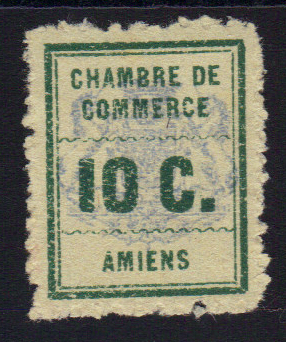 CHAMBRE DE
COMMERCE
10 C.
AMIENS